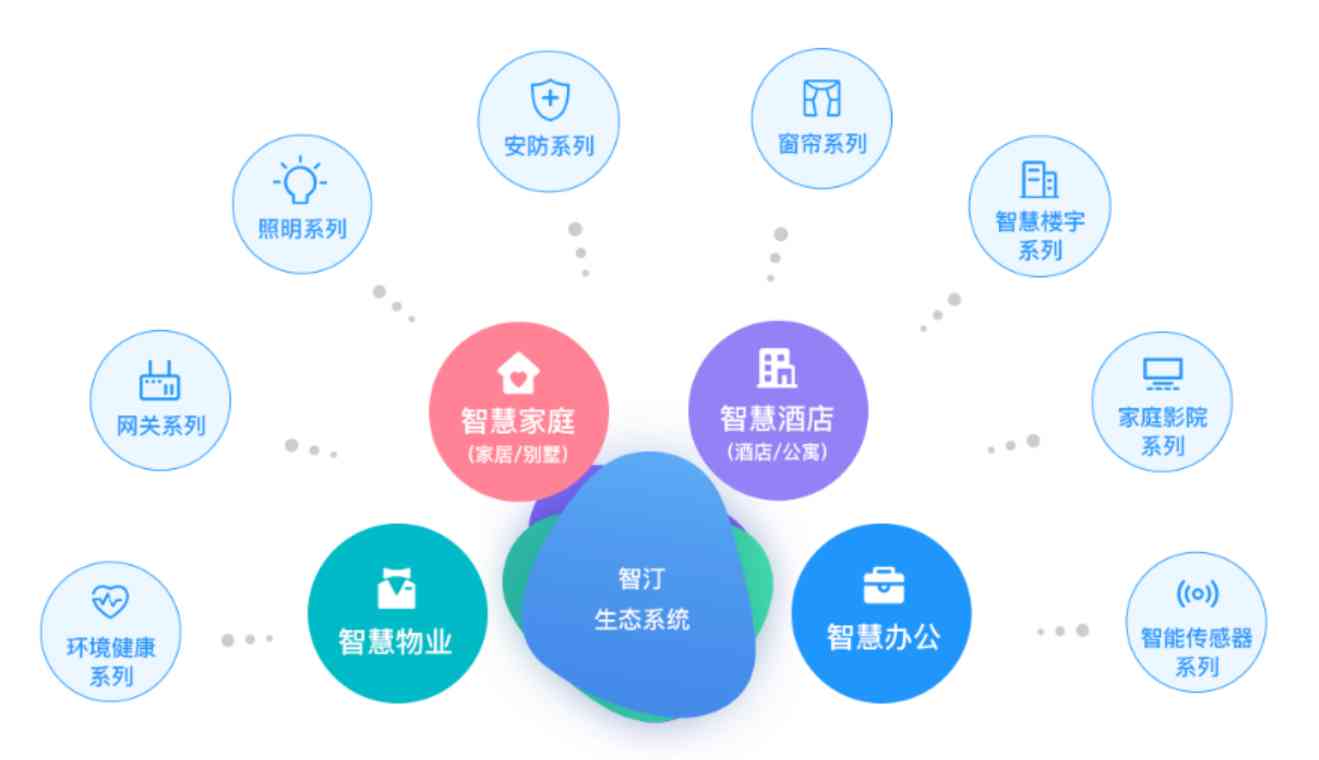 安防系列
窗帘系列
照明系列
智慧楼宇
系列
网关系列
智慧家庭
(家居/别墅)
智慧酒店
(酒店/公寓)
家庭影院
系列
环境健康
系列
智慧物业
智汀
生态系统
智慧办公
智能传感器
系列